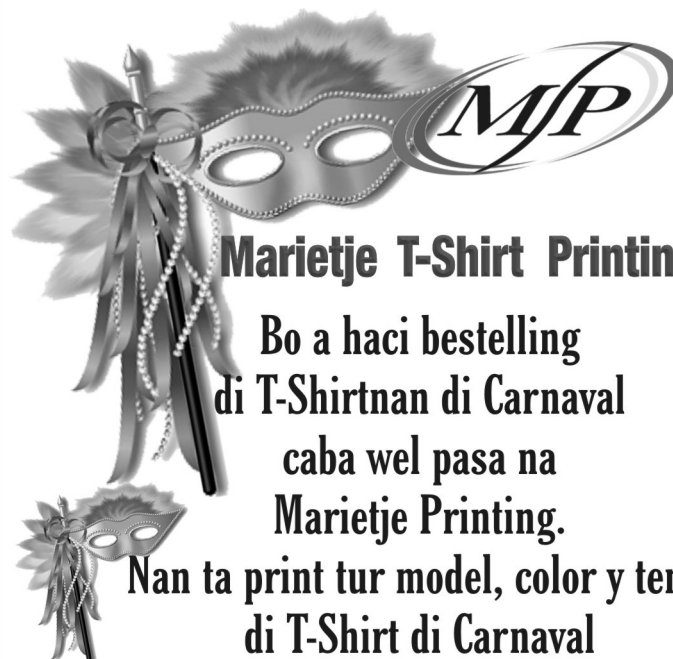 MP
Marietje T-Shirt Printin
Bo a haci bestelling
di T-Shirtnan di Carnaval
caba wel pasa na
Marietje Printing.
Nan ta print tur model, color y
di T-Shirt di Carnaval